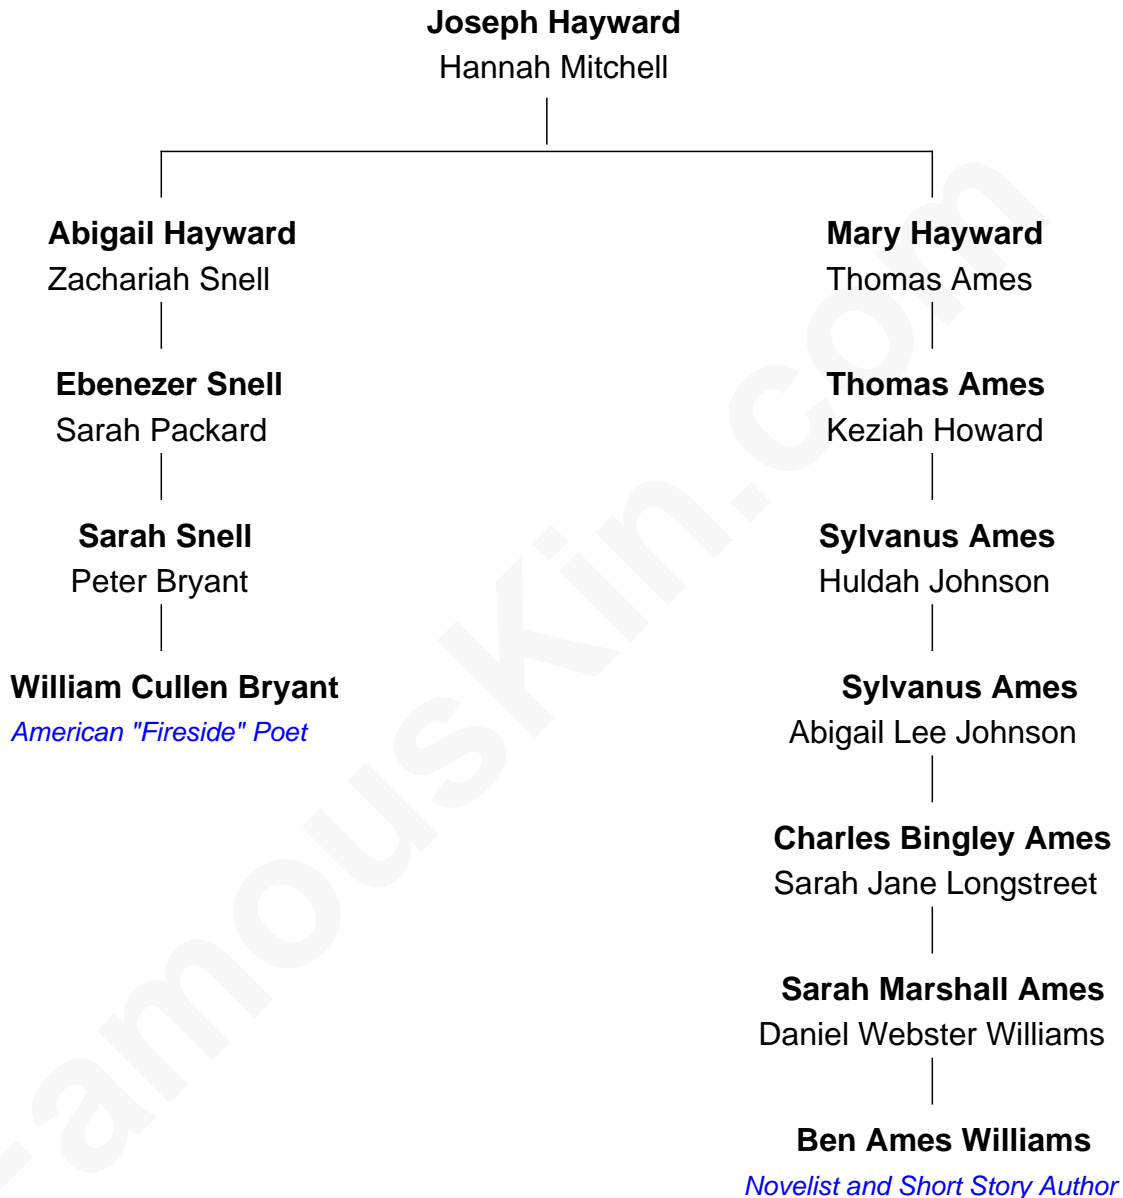 Joseph Hayward
Hannah Mitchell
Abigail Hayward
Zachariah Snell
Mary Hayward
Thomas Ames
Ebenezer Snell
Sarah Packard
Thomas Ames
Keziah Howard
Sarah Snell
Peter Bryant
Sylvanus Ames
Huldah Johnson
William Cullen Bryant
American "Fireside" Poet
Sylvanus Ames
Abigail Lee Johnson
Charles Bingley Ames
Sarah Jane Longstreet
Sarah Marshall Ames
Daniel Webster Williams
Ben Ames Williams
Novelist and Short Story Author
amousKin.com